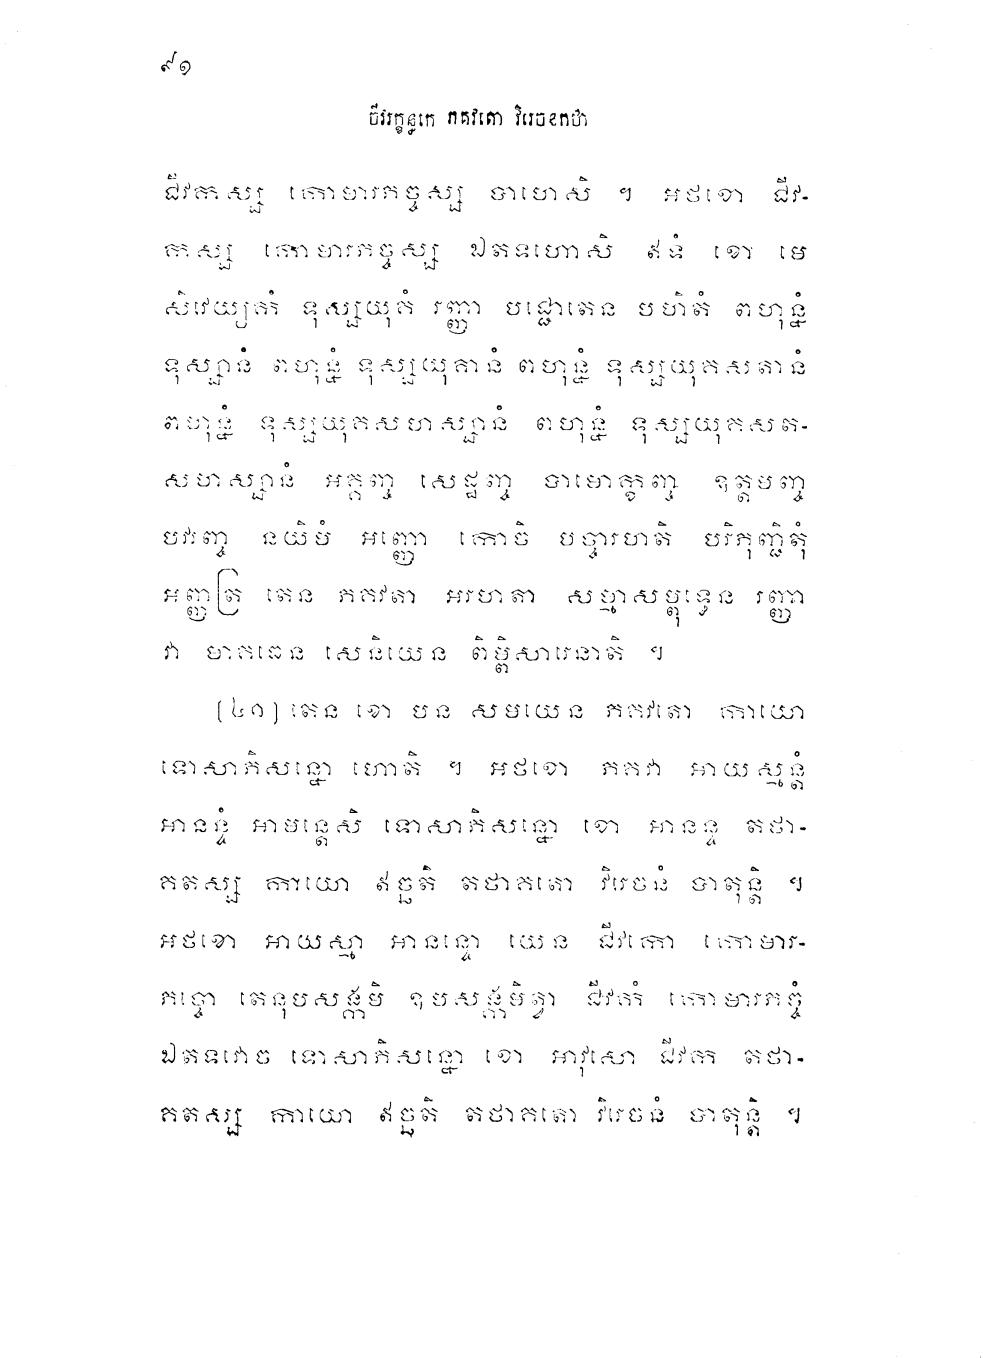 ៩១
ចីវរក្ខន្ធកេ ភគវតោ វិរេចនកថា
ជីវកស្ស កោមារភច្ចស្ស បាហេសិ ។ អថខោ ជីវ-
កស្ស កោមារភច្ចស្ស ឯតទហោសិ ឥទំ ខោ មេ
សិវេយ្យកំ ទុស្សយុគំ រញ្ញា បជ្ជោតេន បហិតំ ពហុន្នំ
ទុស្សានំ ពហុន្នំ ទុស្សយុគានំ ពហុន្នំ ទុស្សយុគសតានំ
ពហុន្នំ ទុស្សយុគសហស្សានំ ពហុន្នំ ទុស្សយុគសត-
សហស្សានំ អគ្គញ្ច សេដ្ឋញ្ច បាមោក្ខញ្ច ឧត្តមញ្ច
បវរញ្ច នយិមំ អញ្ញោ កោចិ បច្ចារហតិ បរិភុញ្ជិតុំ
អញ្ញត្រ តេន ភគវតា អរហតា សម្មាសម្ពុទ្ធេន រញ្ញា
វា មាគធេន សេនិយេន ពិម្ពិសារេនាតិ ។
[៤០] តេន ខោ បន សមយេន ភគវតោ កាយោ
ទោសាភិសន្នោ ហោតិ ។ អថខោ ភគវា អាយស្មន្តំ
អានន្ទំ អាមន្តេសិ ទោសាភិសន្នោ ខោ អានន្ទ តថា-
គតស្ស កាយោ ឥច្ឆតិ តថាគតោ វិរេចនំ បាតុន្តិ ។
អថខោ អាយស្មា អានន្ទោ យេន ជីវកោ កោមារ-
ភច្ចោ តេនុបសង្កមិ ឧបសង្កមិត្វា ជីវកំ កោមារភច្ចំ
ឯតទវោច ទោសាភិសន្នោ ខោ អាវុសោ ជីវក តថា-
គតស្ស កាយោ ឥច្ឆតិ តថាគតោ វិរេចនំ បាតុន្តិ ។